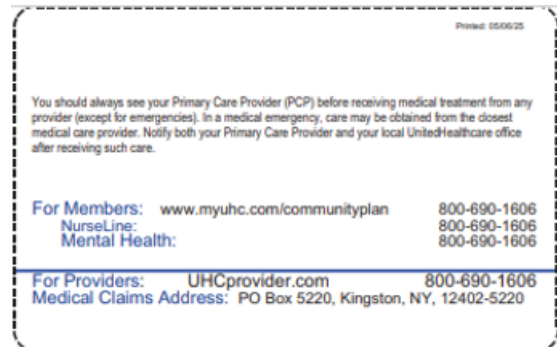 Printed: 05/06/25
You should always see your Primary Care Provider (PCP) before receiving medical treatment from any
provider (except for emergencies). In a medical emergency, care may be obtained from the closest
medical care provider. Notify both your Primary Care Provider and your local UnitedHealthcare office
after receiving such care.
For Members: www.myuhc.com/communityplan 800-690-1606
NurseLine: 800-690-1606
Mental Health: 800-690-1606
For Providers: UHCprovider.com 800-690-1606
Medical Claims Address: PO Box 5220, Kingston, NY, 12402-5220